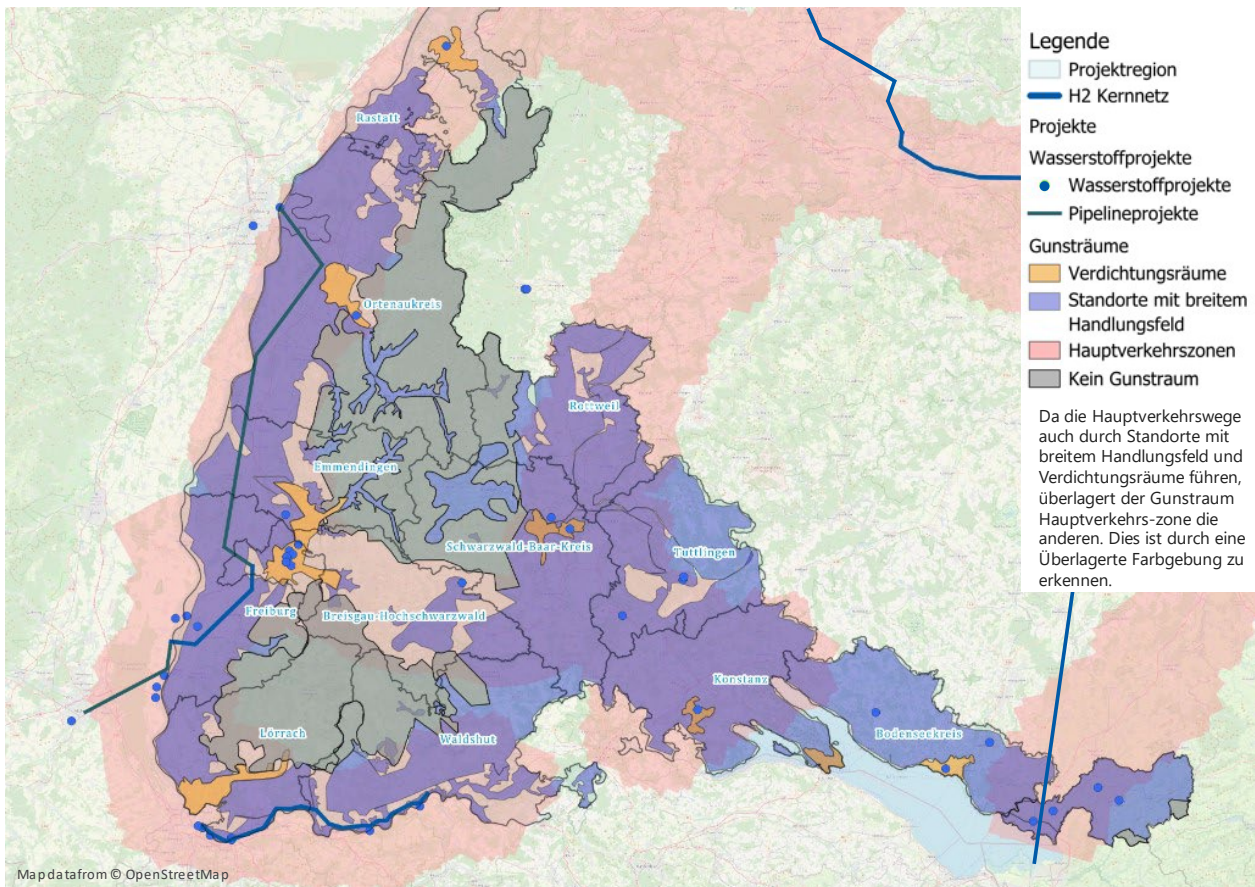 Legende
Projektregion
H2 Kernnetz
Projekte
Wasserstoffprojekte
Wasserstoffprojekte
Pipelineprojekte
Gunsträume
Verdichtungsräume
Standorte mit breitem
Handlungsfeld
Hauptverkehrszonen
Kein Gunstraum
Da die Hauptverkehrswege
auch durch Standorte mit
breitem Handlungsfeld und
Verdichtungsräume führen,
überlagert der Gunstraum
Hauptverkehrs-zone die
anderen. Dies ist durch eine
Überlagerte Farbgebung zu
erkennen.
Rastatt
Ortenaukreis
Rottweil
Emmendingen
Schwarzwald-Baar-Kreis
Tuttlingen
Freiburg
Breisgau-Hochschwarzwald
Konstanz
Lörrach
Waldshut
Bodenseekreis
Map data from © OpenStreetMap